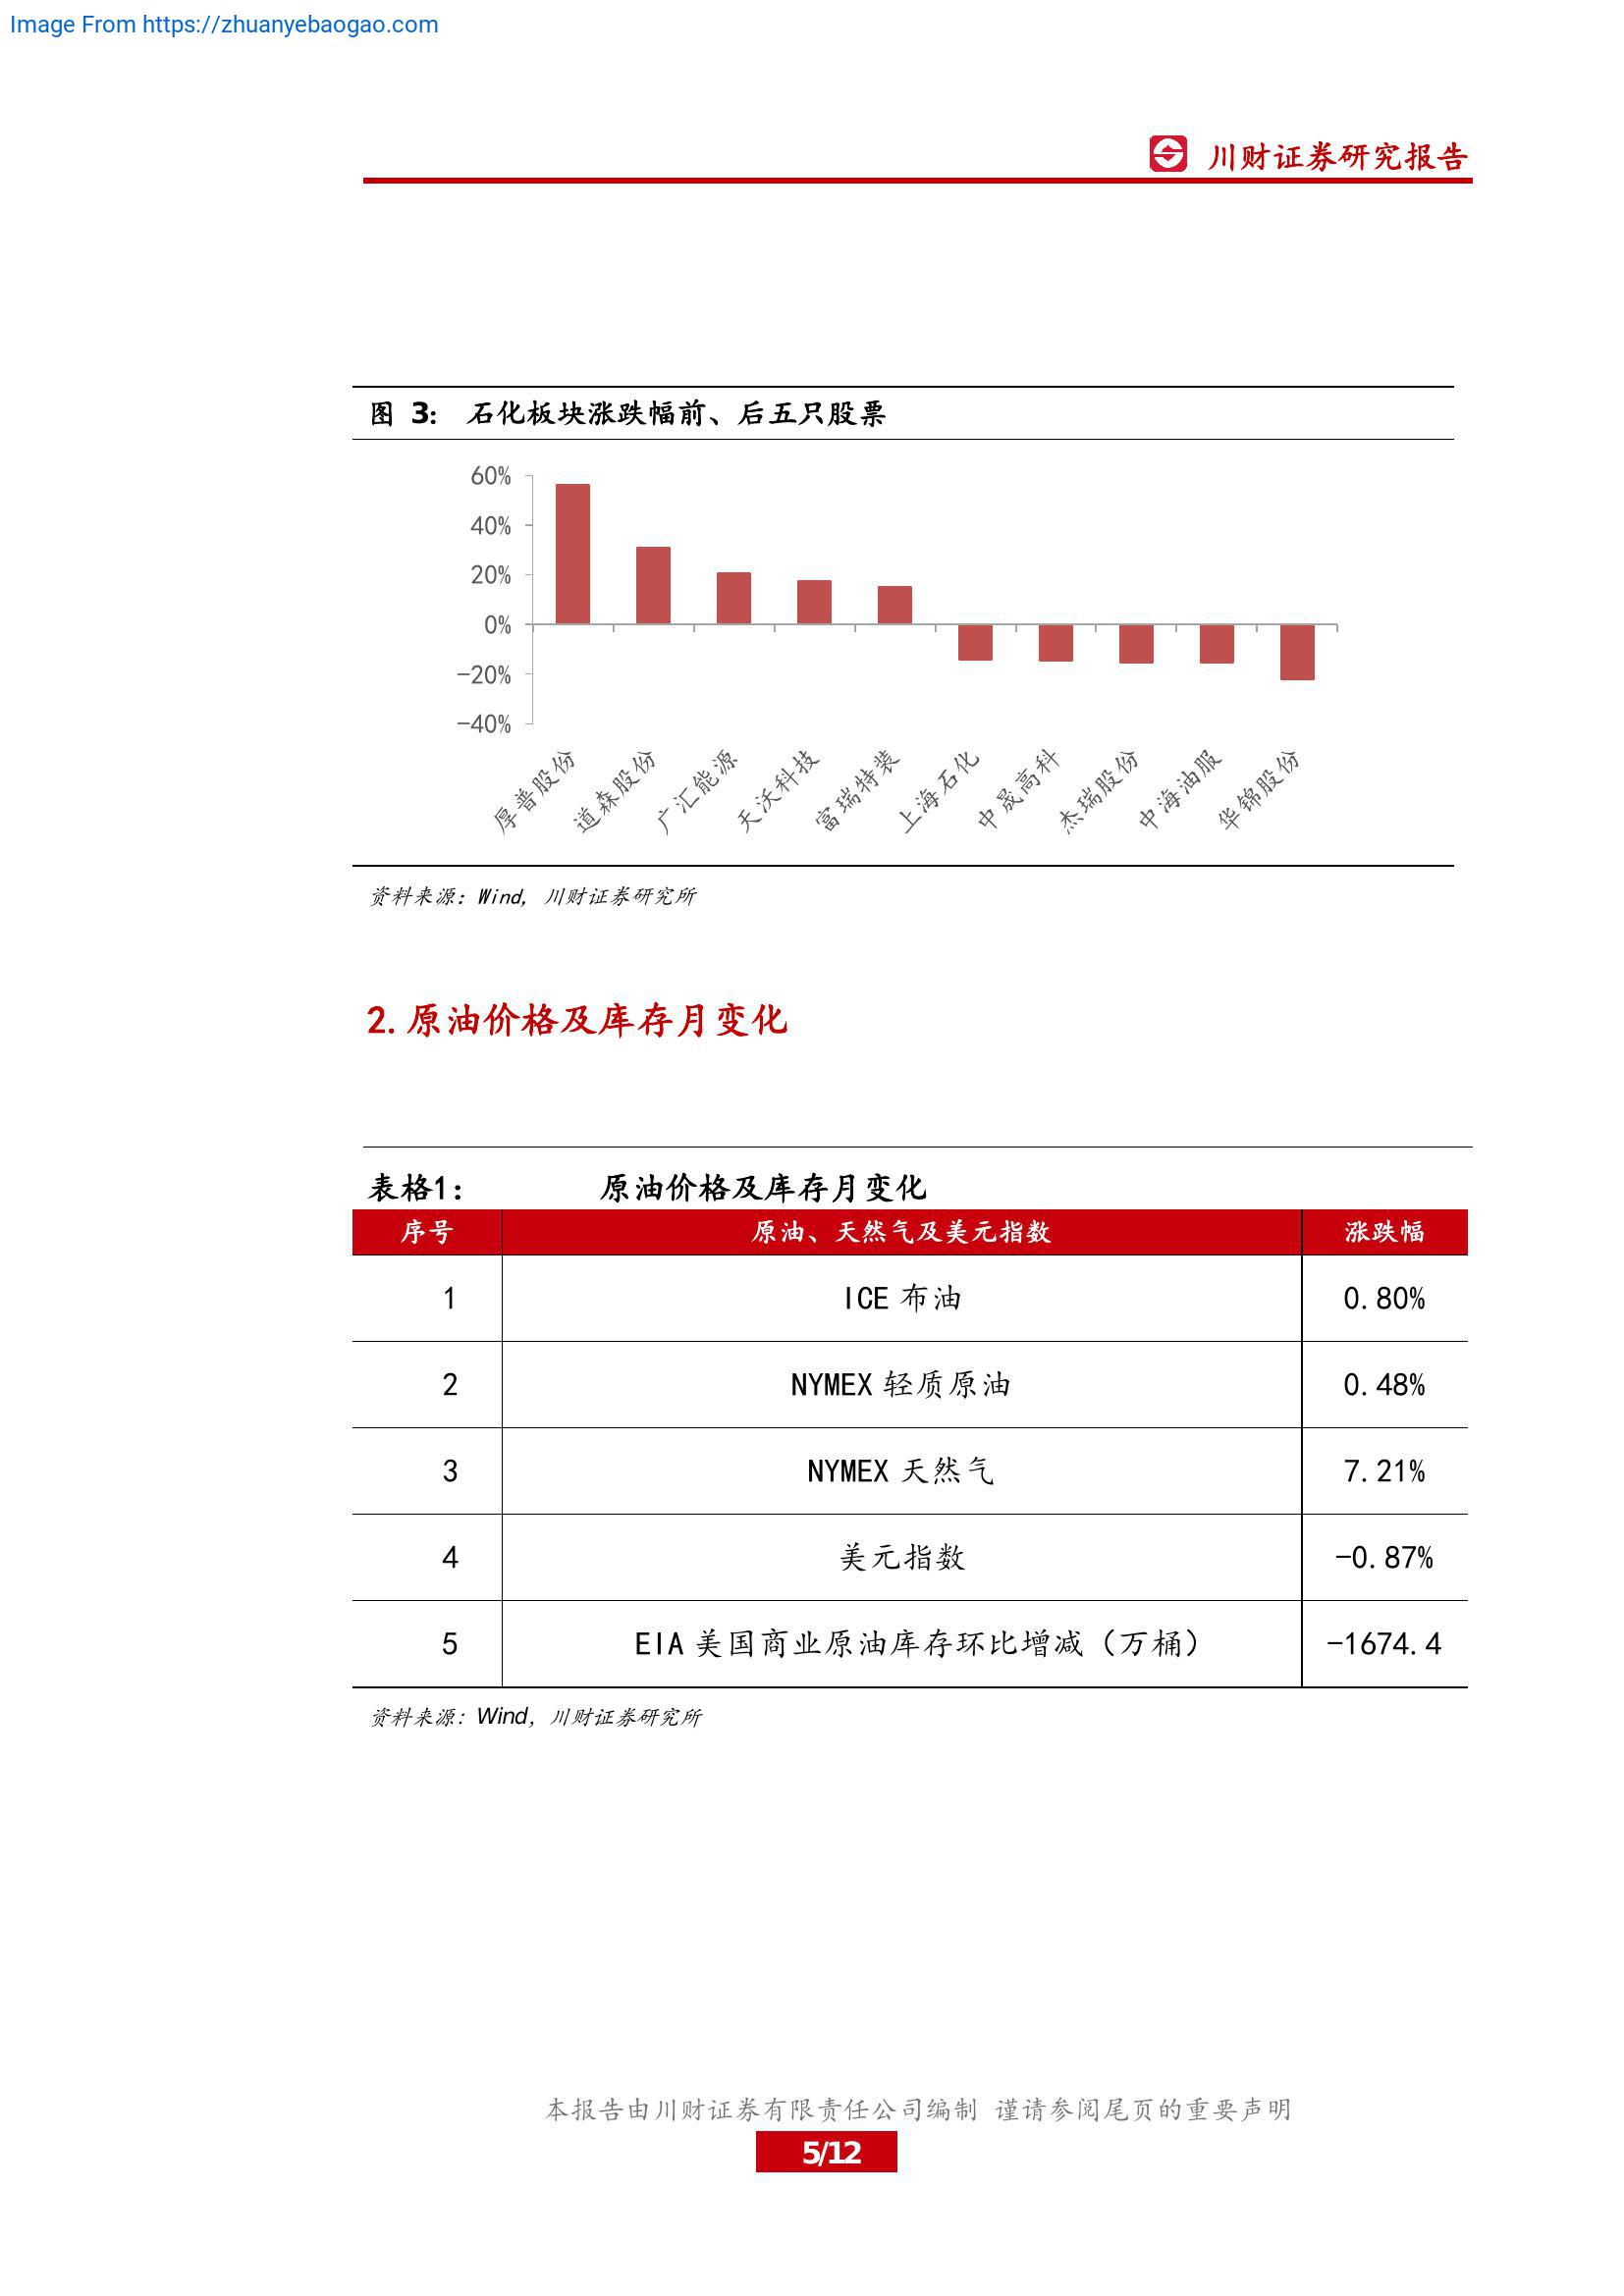 Image From https://zhuanyebaogao.com
川财证券研究报告
图 3: 石化板块涨跌幅前、后五只股票
60%
40%
20%
0%
-20%
-40%
厚普股份 道森股份 广汇能源 天沃科技 富瑞特装 上海石化 中晟高科 杰瑞股份 中海油服 华锦股份
资料来源：Wind，川财证券研究所
2.原油价格及库存月变化
表格1： 原油价格及库存月变化
序号 原油、天然气及美元指数 涨跌幅
1 ICE 布油 0.80%
2 NYMEX 轻质原油 0.48%
3 NYMEX 天然气 7.21%
4 美元指数 -0.87%
5 EIA 美国商业原油库存环比增减（万桶） -1674.4
资料来源：Wind，川财证券研究所
本报告由川财证券有限责任公司编制 谨请参阅尾页的重要声明
5/12